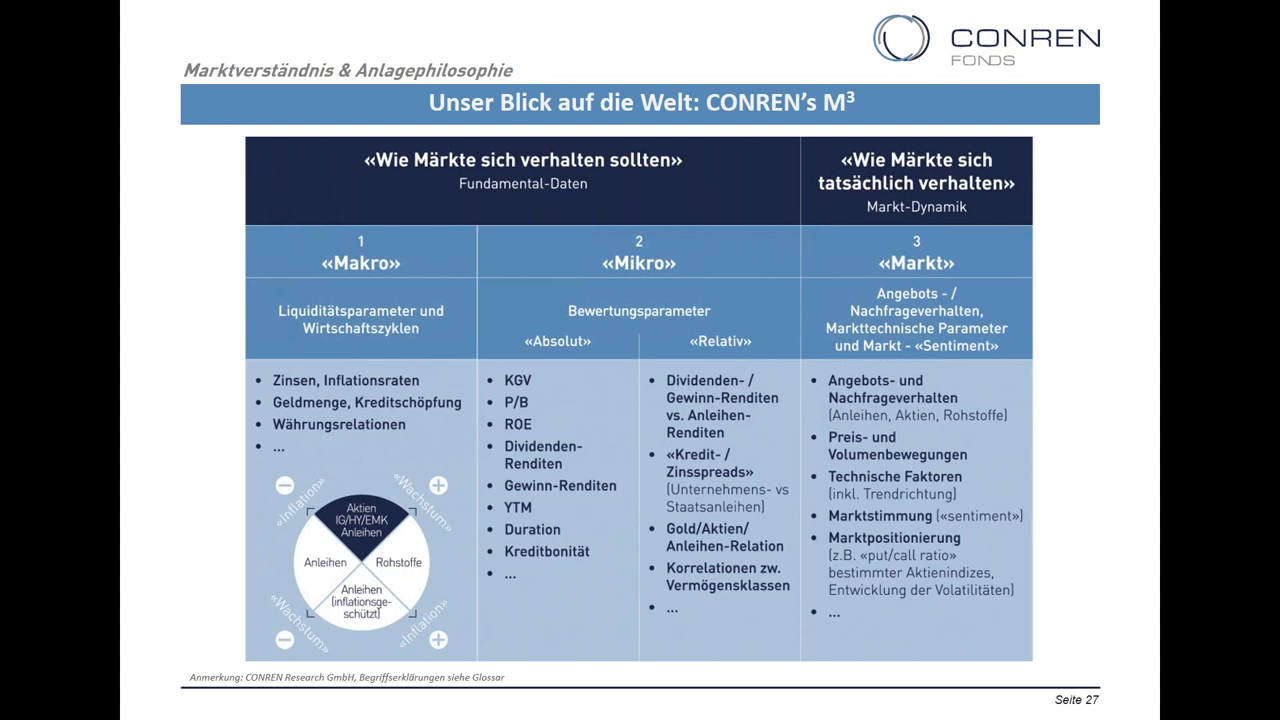 CONREN
FONDS
Marktverständnis & Anlagephilosophie
Unser Blick auf die Welt: CONREN’s M³
«Wie Märkte sich verhalten sollten»
Fundamental-Daten
«Wie Märkte sich
tatsächlich verhalten»
Markt-Dynamik
1
«Makro»
2
«Mikro»
3
«Markt»
Liquiditätsparameter und
Wirtschaftszyklen
Bewertungsparameter
«Absolut»
«Relativ»
Angebots - /
Nachfrageverhalten,
Markttechnische Parameter
und Markt - «Sentiment»
• Zinsen, Inflationsraten
• Geldmenge, Kreditschöpfung
• Währungsrelationen
• ...
«Inflation»
«Wachstum»
Aktien
IG/HY/EMK
Anleihen
Anleihen
Rohstoffe
Anleihen
(inflationsge-
schützt)
«Wachstum»
«Inflation»
• KGV
• P/B
• ROE
• Dividenden-
Renditen
• Gewinn-Renditen
• YTM
• Duration
• Kreditbonität
• ...
• Dividenden- /
Gewinn-Renditen
vs. Anleihen-
Renditen
• «Kredit- /
Zinsspreads»
(Unternehmens- vs
Staatsanleihen)
• Gold/Aktien/
Anleihen-Relation
• Korrelationen zw.
Vermögensklassen
• ...
• Angebots- und
Nachfrageverhalten
(Anleihen, Aktien, Rohstoffe)
• Preis- und
Volumenbewegungen
• Technische Faktoren
(inkl. Trendrichtung)
• Marktstimmung («sentiment»)
• Marktpositionierung
(z.B. «put/call ratio»
bestimmter Aktienindizes,
Entwicklung der Volatilitäten)
• ...
Anmerkung: CONREN Research GmbH, Begriffserklärungen siehe Glossar
Seite 27